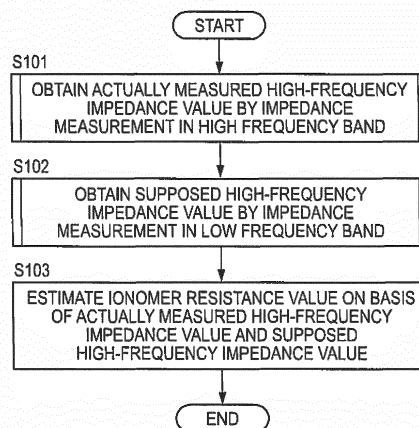 START
S101
OBTAIN ACTUALLY MEASURED HIGH-FREQUENCY
IMPEDANCE VALUE BY IMPEDANCE
MEASUREMENT IN HIGH FREQUENCY BAND
S102
OBTAIN SUPPOSED HIGH-FREQUENCY
IMPEDANCE VALUE BY IMPEDANCE
MEASUREMENT IN LOW FREQUENCY BAND
S103
ESTIMATE IONOMER RESISTANCE VALUE ON BASIS
OF ACTUALLY MEASURED HIGH-FREQUENCY
IMPEDANCE VALUE AND SUPPOSED
HIGH-FREQUENCY IMPEDANCE VALUE
END